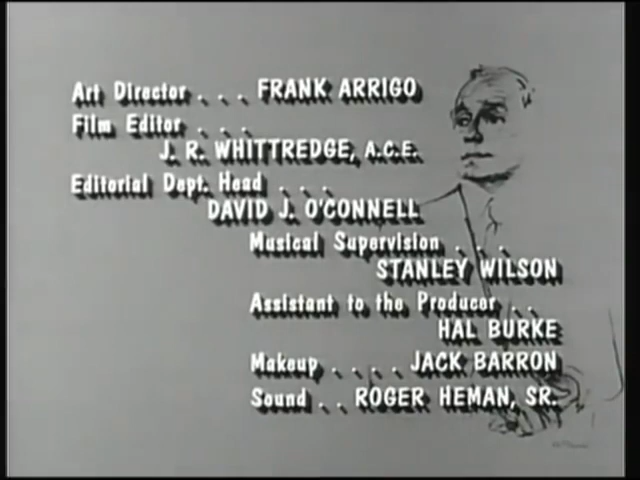 Art Director . . . FRANK ARRIGO
Film Editor . . .
J. R. WHITTREDGE, A.C.E.
Editorial Dept. Head . . . .
DAVID J. O'CONNELL
Musical Supervision . . .
STANLEY WILSON
Assistant to the Producer . .
HAL BURKE
Makeup . . . . JACK BARRON
Sound . . ROGER HEMAN, SR.